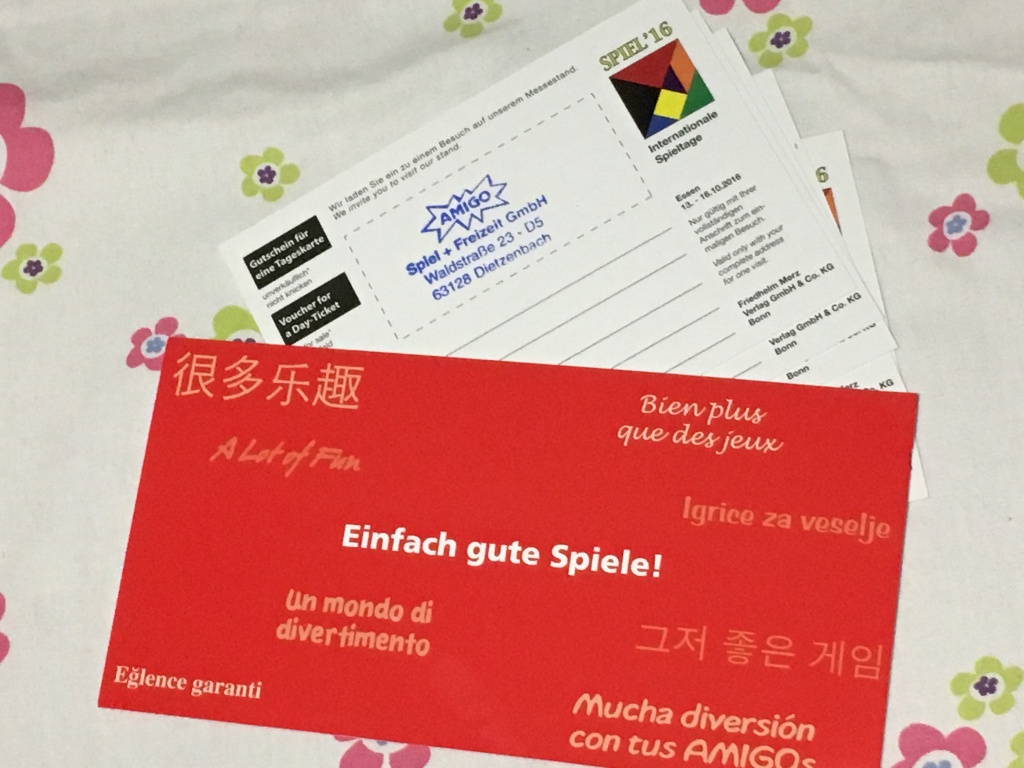 SPIEL'16
Internationale
Spieltage
Wir laden Sie ein zu einem Besuch auf unserem Messestand.
We invite you to visit our stand.
Gutschein für
eine Tageskarte
unverkäuflich*
nicht knicken
Voucher for
a Day-Ticket
AMIGO
Spiel + Freizeit GmbH
Waldstraße 23 - D5
63128 Dietzenbach
Essen
13. - 16.10.2016
Nur gültig mit Ihrer
vollständigen
Anschrift zum ein-
maligen Besuch.
Valid only with your
complete address
for one visit.
Friedhelm Merz
Verlag GmbH & Co. KG
Bonn
6
Verlag GmbH & Co. KG
Bonn
Bonn
KG
很多乐趣
A Lot of Fun
Bien plus
que des jeux
Igrice za veselje
Einfach gute Spiele!
Un mondo di
divertimento
그저 좋은 게임
Eğlence garanti
Mucha diversión
con tus AMIGOs